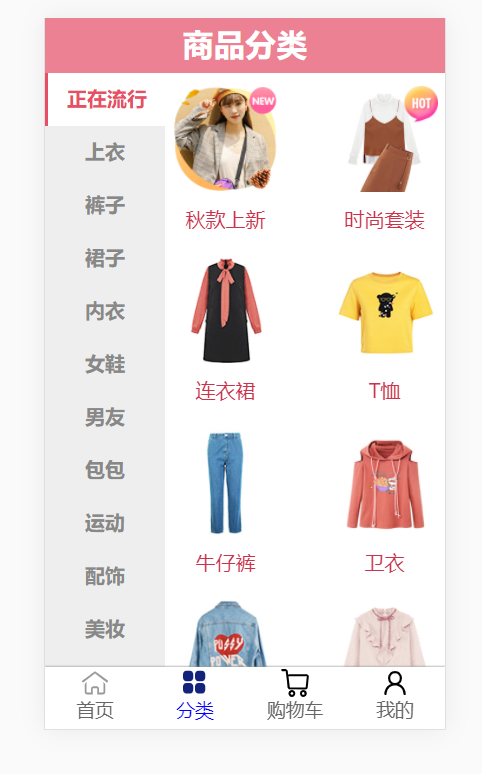 商品分类
正在流行
上衣
裤子
裙子
内衣
女鞋
男友
包包
运动
配饰
美妆
NEW
HOT
秋款上新
时尚套装
连衣裙
T恤
牛仔裤
卫衣
PUSSY
POWER
首页
分类
购物车
我的